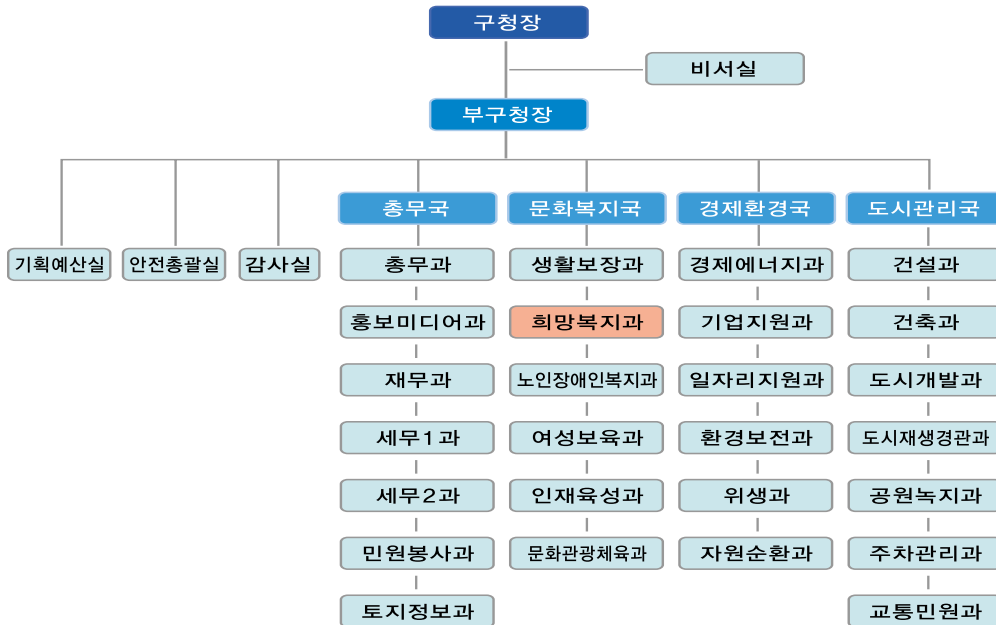 구청장
비서실
부구청장
총무국 문화복지국 경제환경국 도시관리국
기획예산실 안전총괄실 감사실 총무과 생활보장과 경제에너지과 건설과
홍보미디어과 희망복지과 기업지원과 건축과
재무과 노인장애인복지과 일자리지원과 도시개발과
세무1과 여성보육과 환경보전과 도시재생경관과
세무2과 인재육성과 위생과 공원녹지과
민원봉사과 문화관광체육과 자원순환과 주차관리과
토지정보과 교통민원과